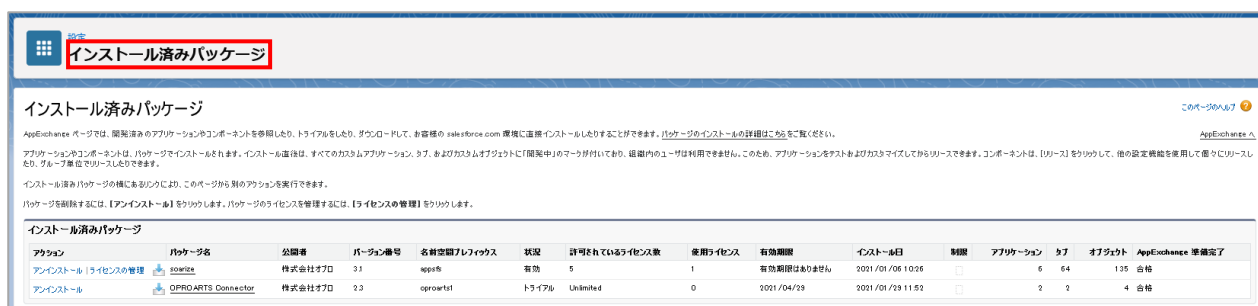 設定
インストール済みパッケージ
インストール済みパッケージ
このページのヘルプ
AppExchange ページでは、開発済みのアプリケーションやコンポーネントを参照したり、トライアルをしたり、ダウンロードして、お客様の salesforce.com 環境に直接インストールしたりすることができます。パッケージのインストールの詳細はこちらをご覧ください。
AppExchange へ
アプリケーションやコンポーネントは、パッケージでインストールされます。インストール直後は、すべてのカスタムアプリケーション、タブ、およびカスタムオブジェクトに「開発中」のマークが付いており、組織内のユーザは利用できません。このため、アプリケーションをテストおよびカスタマイズしてからリリースできます。コンポーネントは、[リリース] をクリックして、他の設定機能を使用して個々にリリースし
たり、グループ単位でリリースしたりできます。
インストール済みパッケージの横にあるリンクにより、このページから別のアクションを実行できます。
パッケージを削除するには、[アンインストール] をクリックします。パッケージのライセンスを管理するには、[ライセンスの管理] をクリックします。
インストール済みパッケージ
アクション パッケージ名 公開者 バージョン番号 名前空間プレフィックス 状況 許可されているライセンス数 使用ライセンス 有効期限 インストール日 制限 アプリケーション タブ オブジェクト AppExchange 準備完了
アンインストール | ライセンスの管理 soarize 株式会社オプロ 3.1 appsfs 有効 5 1 有効期限はありません 2021/01/06 10:26 6 64 135 合格
アンインストール OPROARTS Connector 株式会社オプロ 2.3 oproarts1 トライアル Unlimited 0 2021/04/29 2021/01/29 11:52 2 2 4 合格